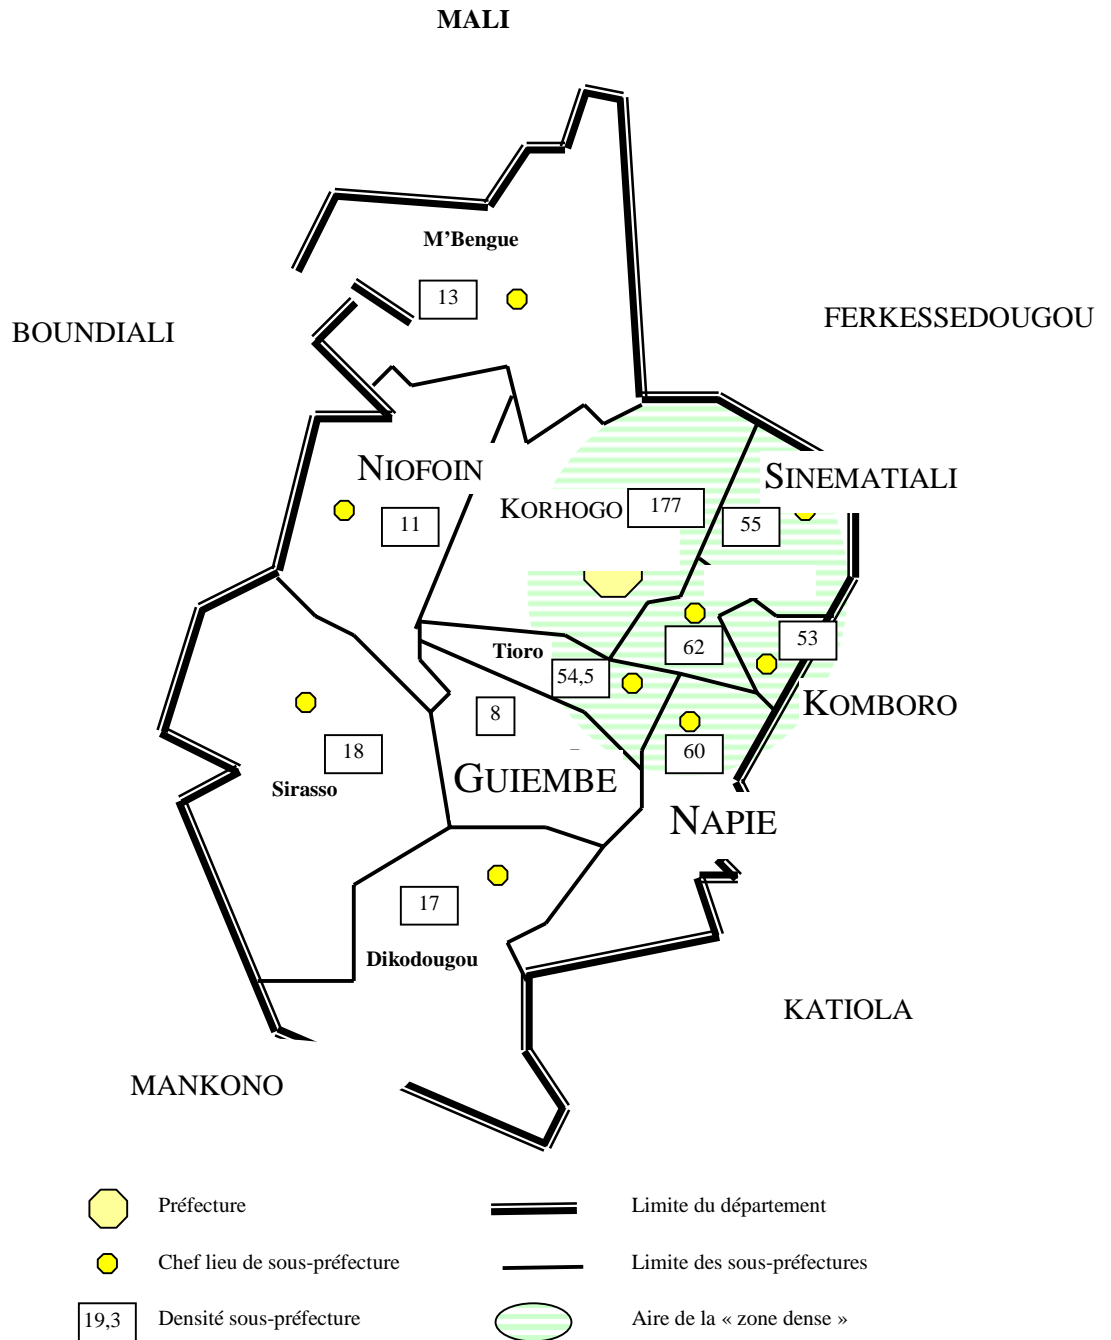 MALI
M'Bengue
13
BOUNDIALI
FERKESSEDOUGOU
NIOFOIN
SINEMATIALI
KORHOGO
177
11
55
Tioro
62
53
54,5
8
KOMBORO
18
60
GUIEMBE
Sirasso
NAPIE
17
Dikodougou
KATIOLA
MANKONO
Préfecture
Limite du département
Chef lieu de sous-préfecture
Limite des sous-préfectures
19,3
Densité sous-préfecture
Aire de la « zone dense »